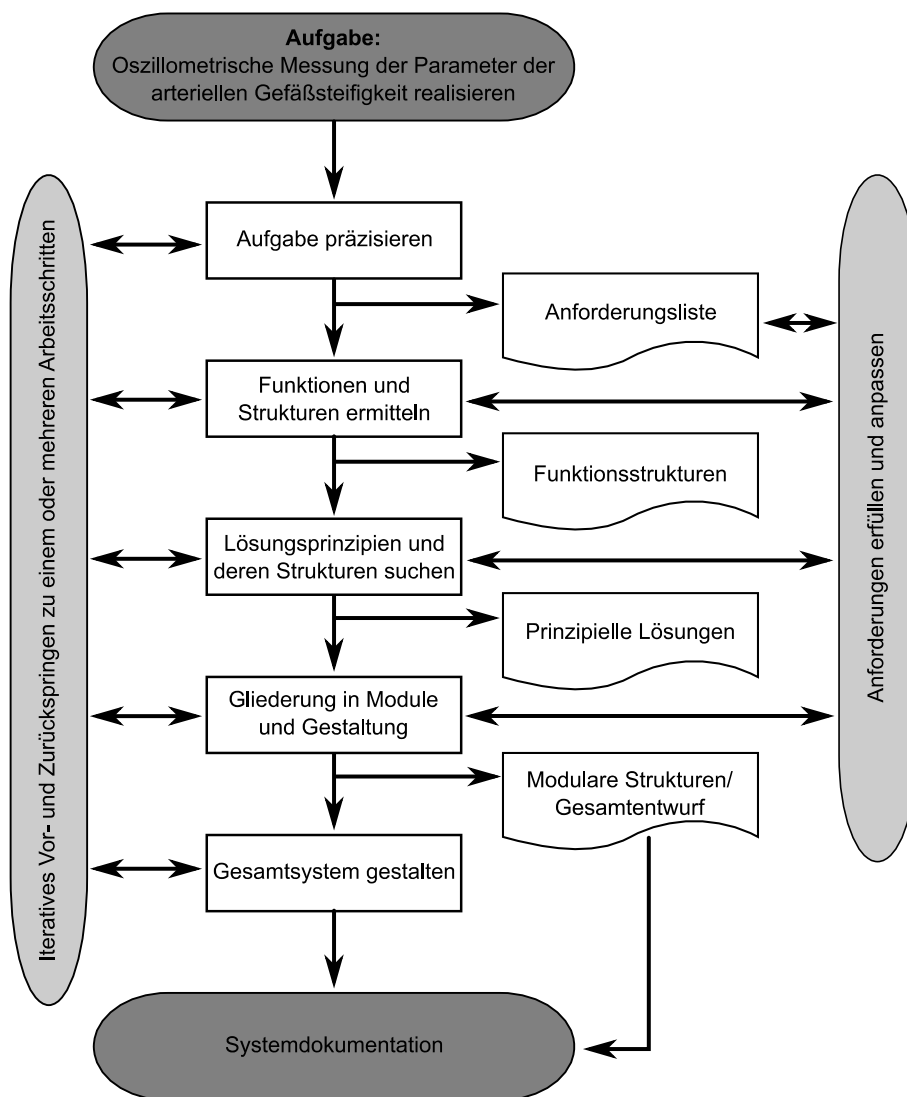 Aufgabe:
Oszillometrische Messung der Parameter der
arteriellen Gefäßsteifigkeit realisieren
Iteratives Vor- und Zurückspringen zu einem oder mehreren Arbeitsschritten
Aufgabe präzisieren
Anforderungsliste
Funktionen und
Strukturen ermitteln
Funktionsstrukturen
Lösungsprinzipien und
deren Strukturen suchen
Prinzipielle Lösungen
Gliederung in Module
und Gestaltung
Modulare Strukturen/
Gesamtentwurf
Gesamtsystem gestalten
Systemdokumentation
Anforderungen erfüllen und anpassen